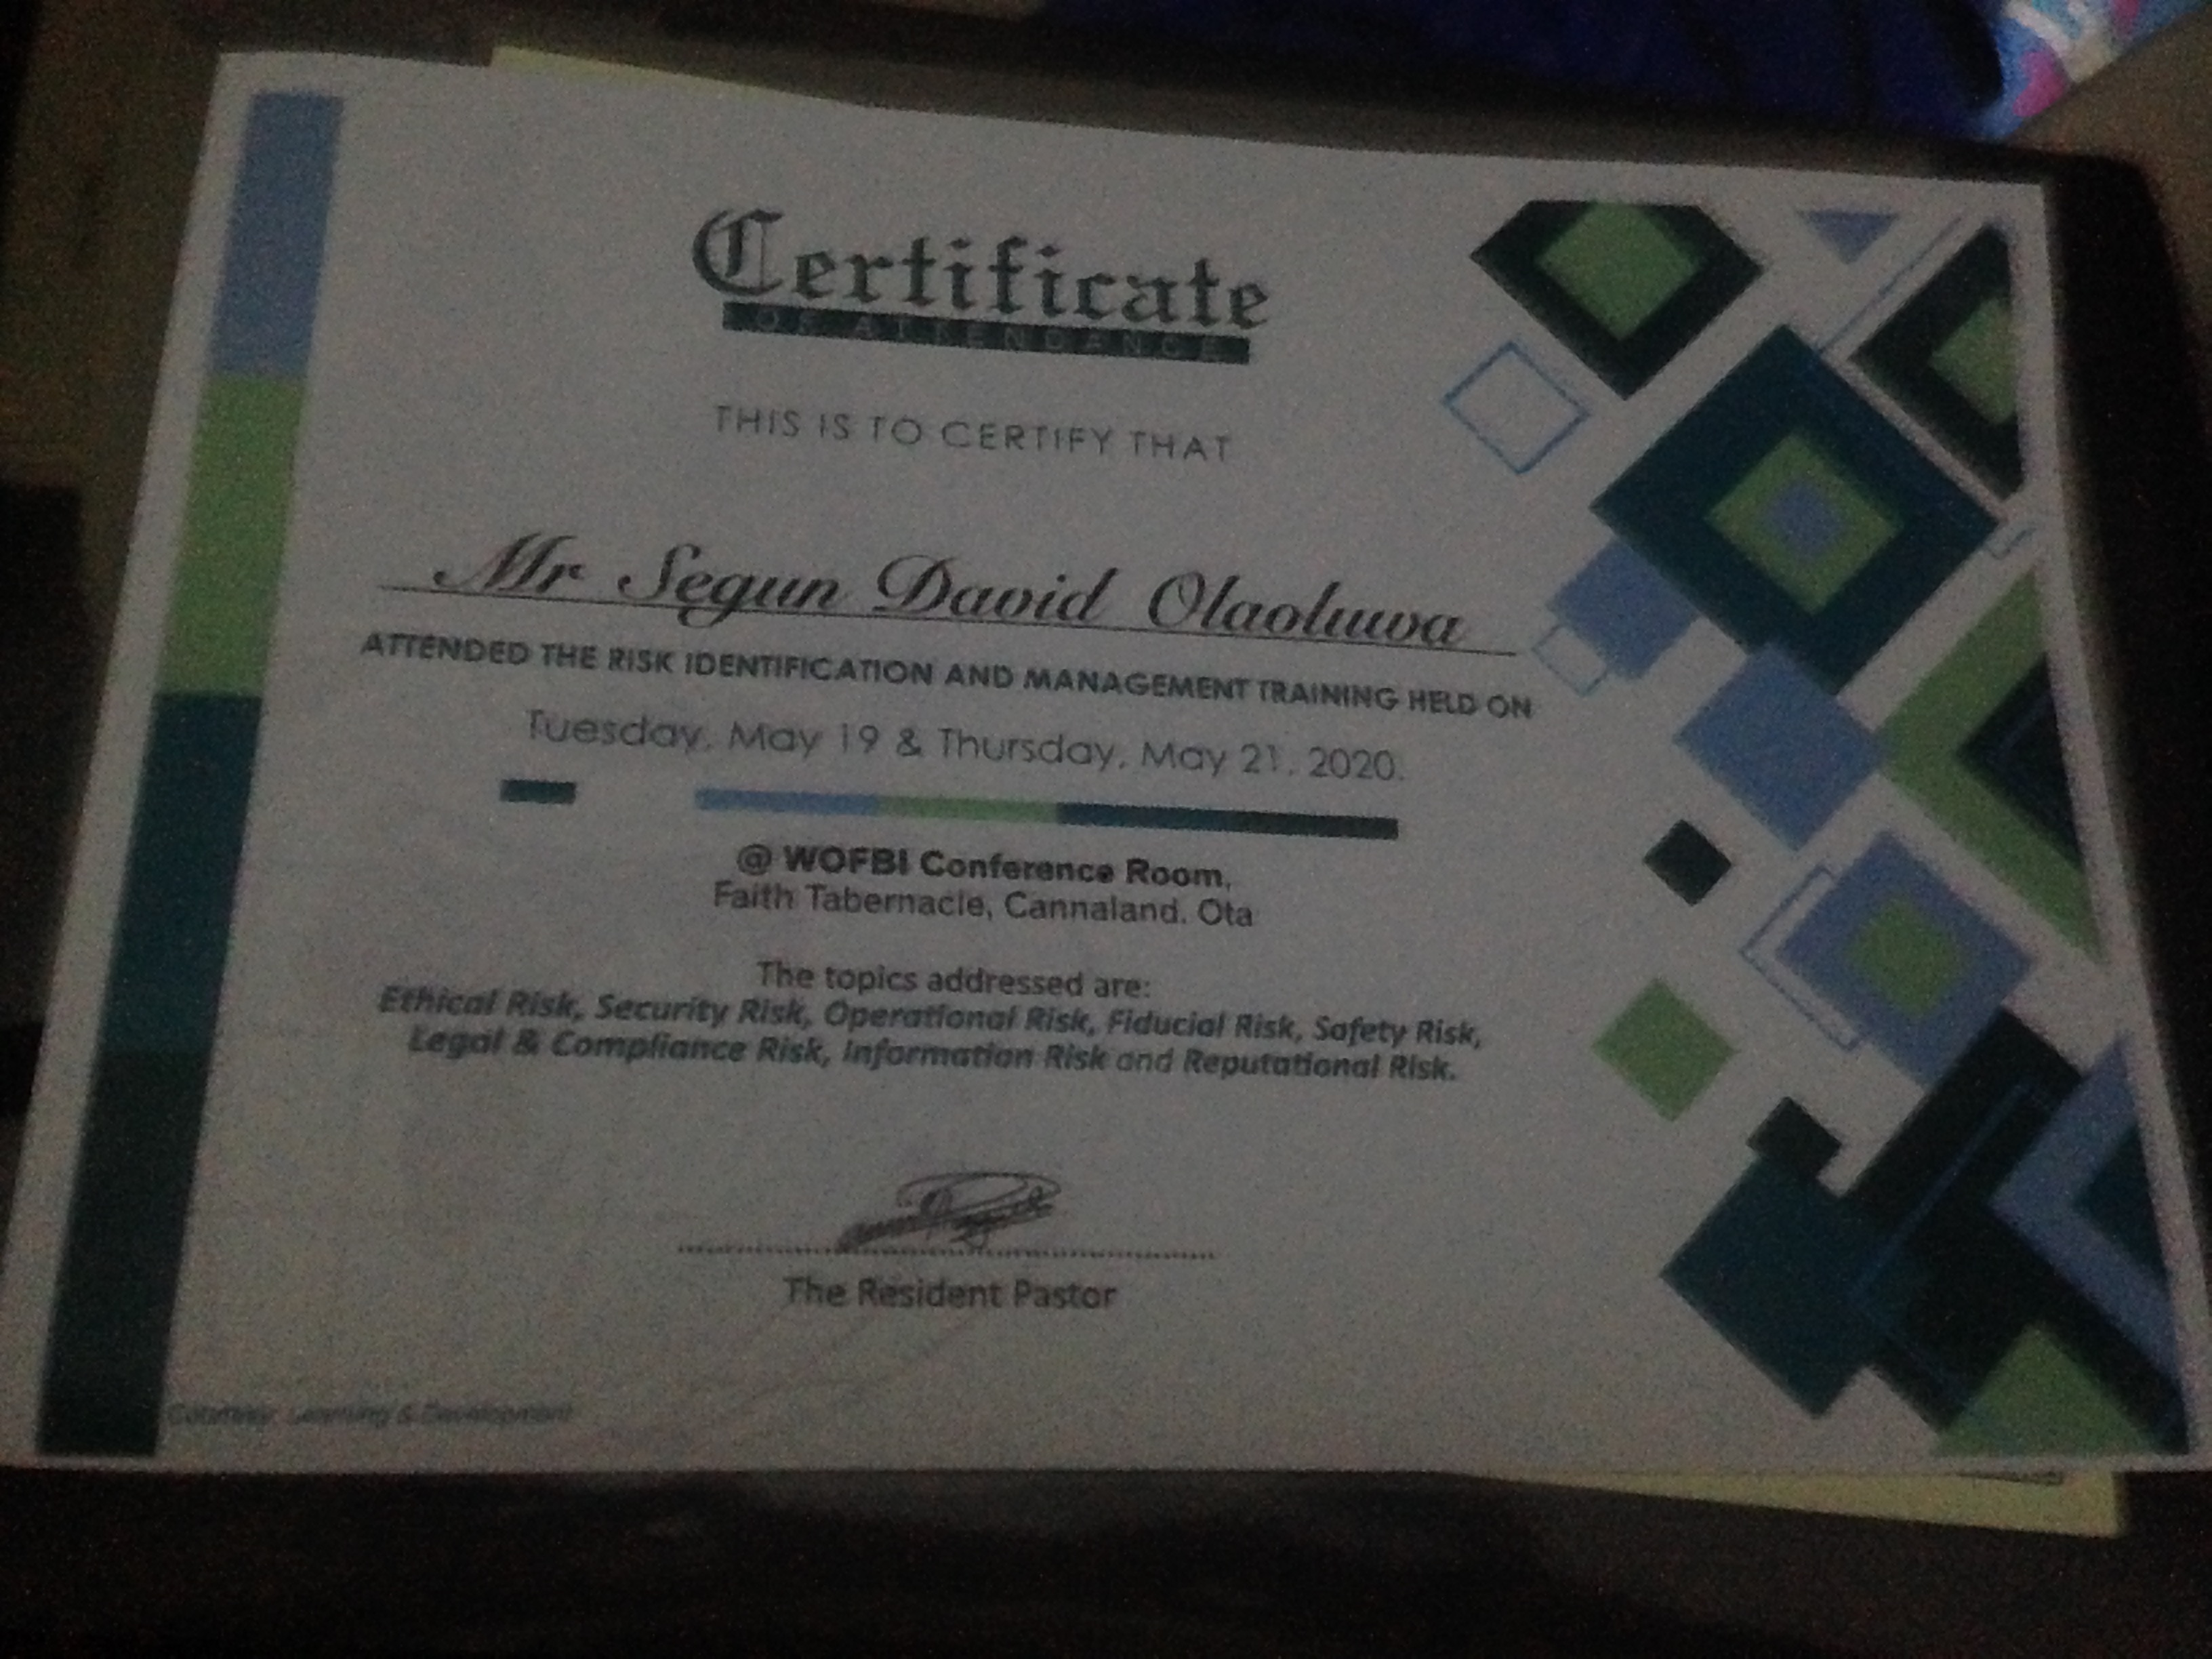 Certificate
OF ATTENDANCE
THIS IS TO CERTIFY THAT
Mr Segun David Olaoluwa
ATTENDED THE RISK IDENTIFICATION AND MANAGEMENT TRAINING HELD ON
Tuesday, May 19 & Thursday, May 21, 2020.
@ WOFBI Conference Room,
Faith Tabernacle, Cannaland. Ota
The topics addressed are:
Ethical Risk, Security Risk, Operational Risk, Fiducial Risk, Safety Risk,
Legal & Compliance Risk, Information Risk and Reputational Risk.
The Resident Pastor
Learning & Development